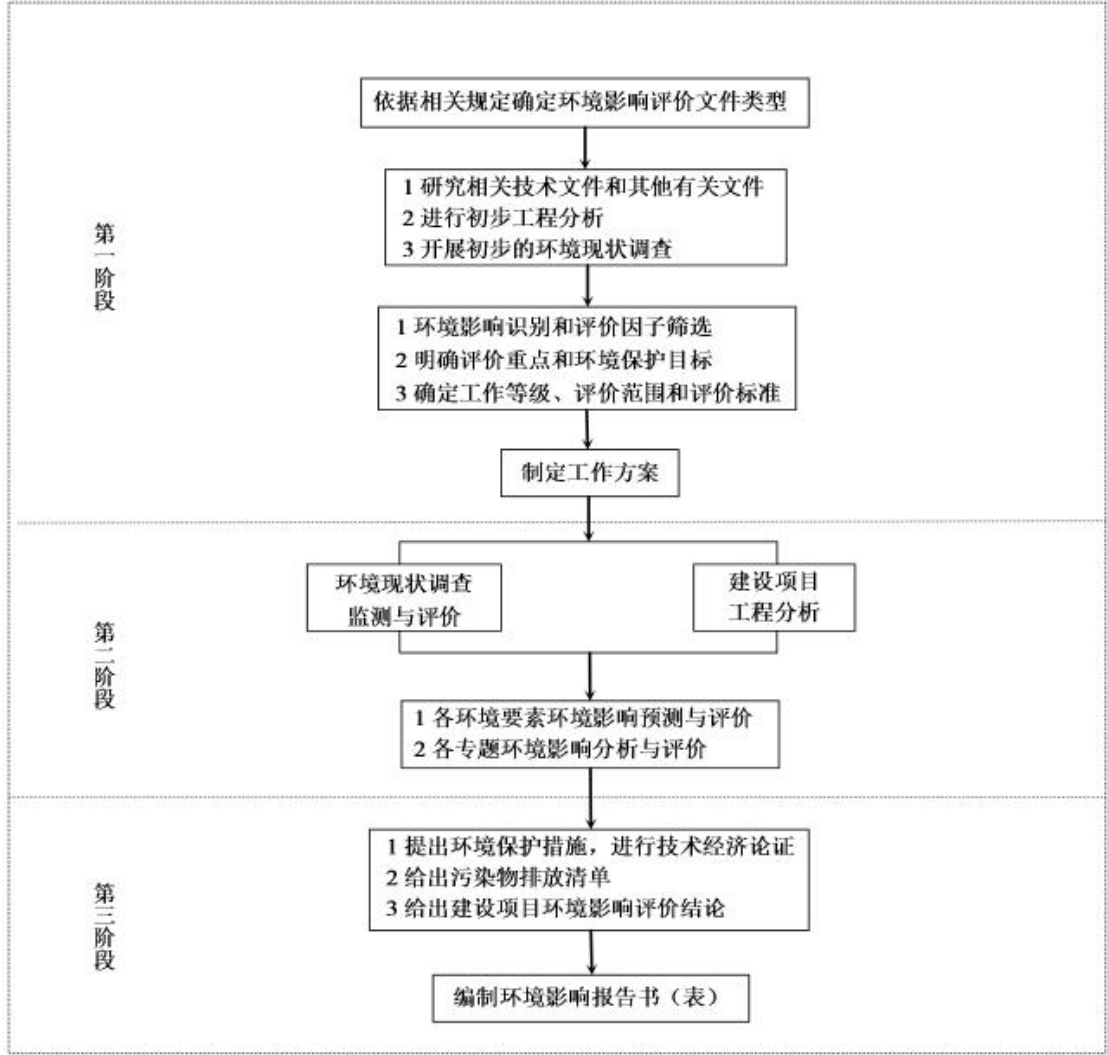 依据相关规定确定环境影响评价文件类型
1 研究相关技术文件和其他有关文件
2 进行初步工程分析
3 开展初步的环境现状调查
第一阶段
1 环境影响识别和评价因子筛选
2 明确评价重点和环境保护目标
3 确定工作等级、评价范围和评价标准
制定工作方案
环境现状调查
监测与评价
建设项目
工程分析
第二阶段
1 各环境要素环境影响预测与评价
2 各专题环境影响分析与评价
1 提出环境保护措施，进行技术经济论证
2 给出污染物排放清单
3 给出建设项目环境影响评价结论
第三阶段
编制环境影响报告书（表）